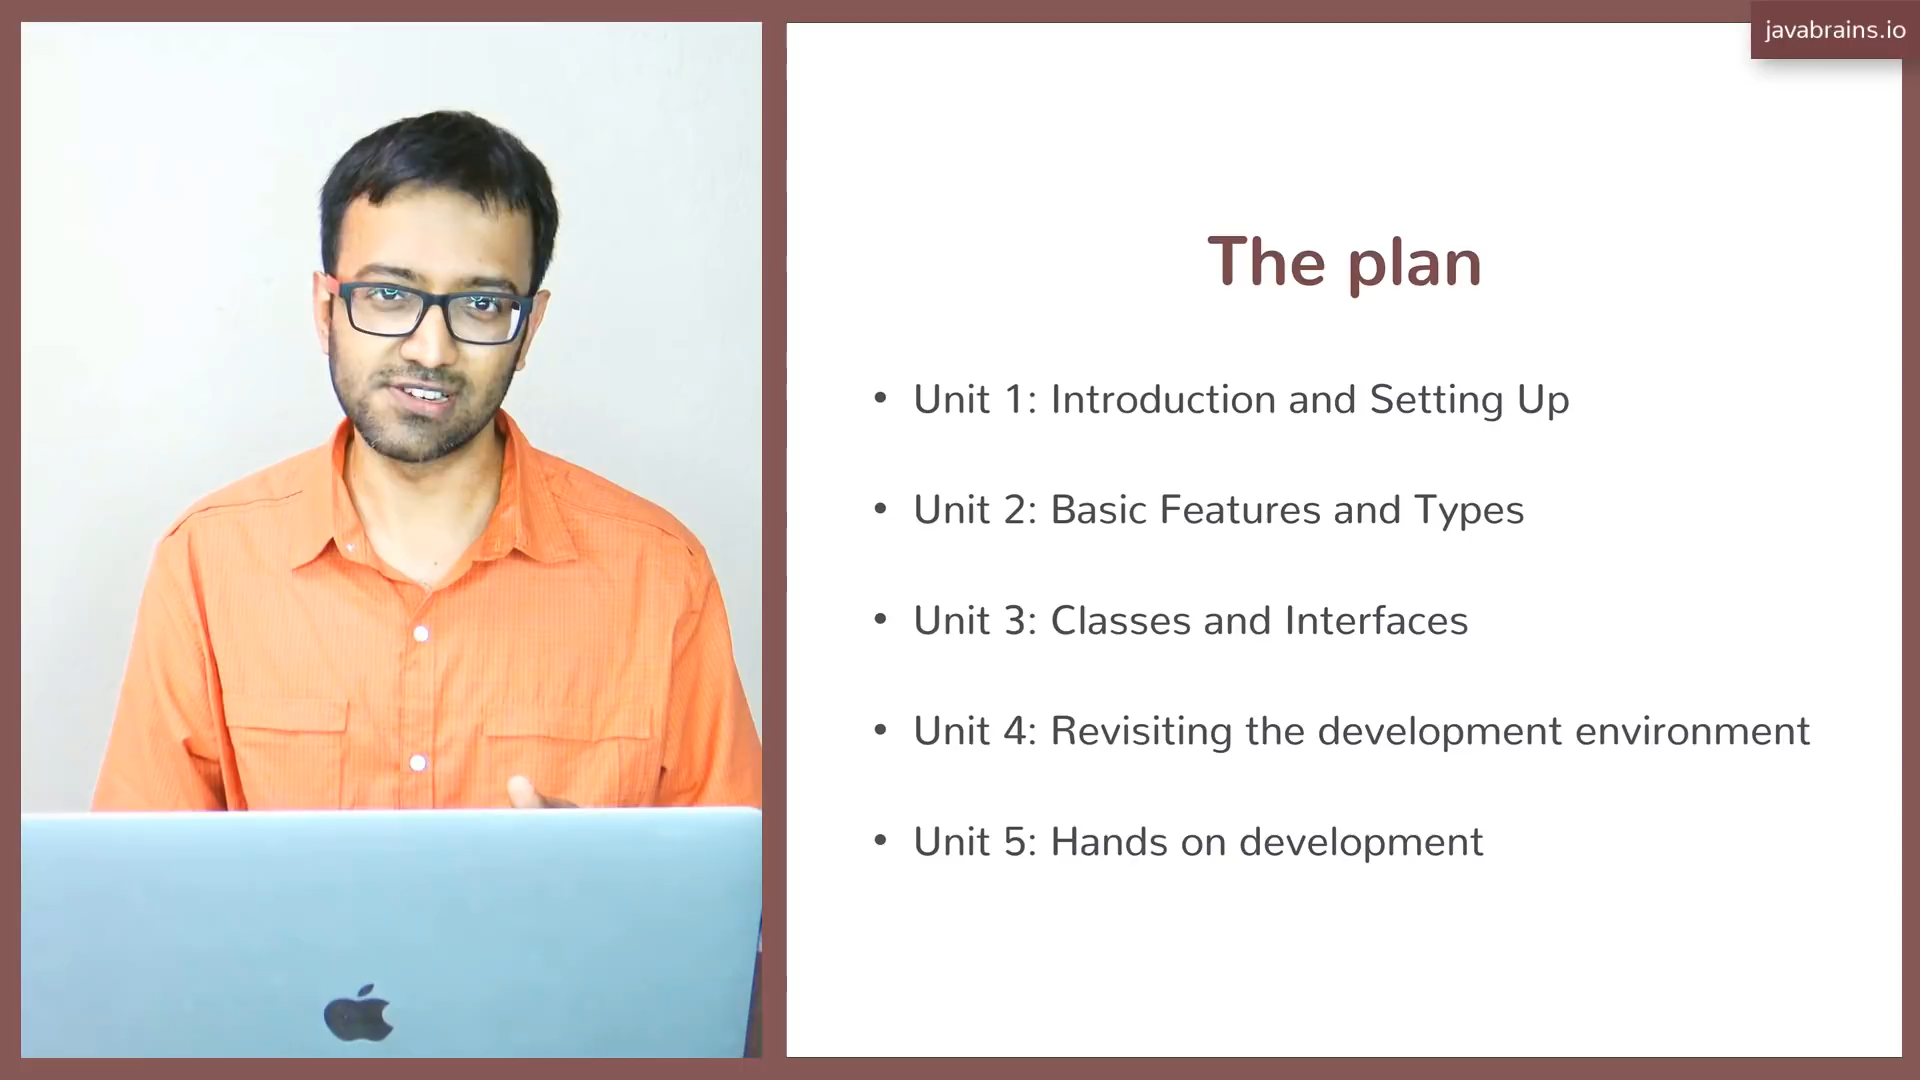 javabrains.io
The plan
• Unit 1: Introduction and Setting Up
• Unit 2: Basic Features and Types
• Unit 3: Classes and Interfaces
• Unit 4: Revisiting the development environment
• Unit 5: Hands on development